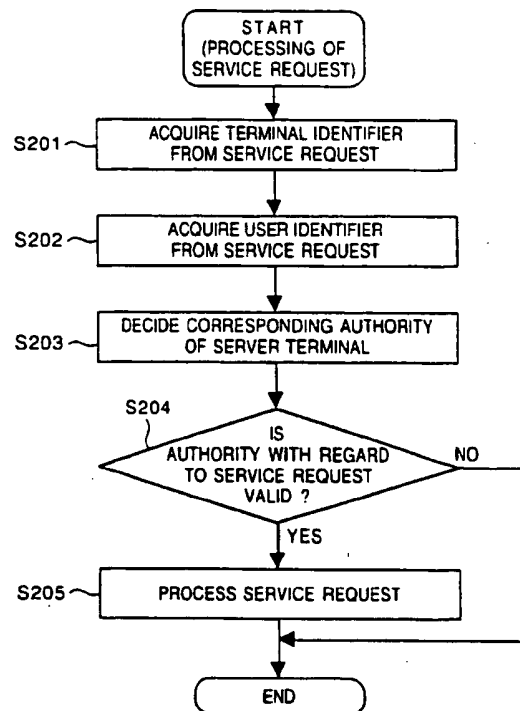 START
(PROCESSING OF
SERVICE REQUEST)
S201
ACQUIRE TERMINAL IDENTIFIER
FROM SERVICE REQUEST
S202
ACQUIRE USER IDENTIFIER
FROM SERVICE REQUEST
S203
DECIDE CORRESPONDING AUTHORITY
OF SERVER TERMINAL
S204
IS
AUTHORITY WITH REGARD
TO SERVICE REQUEST
VALID ?
NO
YES
S205
PROCESS SERVICE REQUEST
END